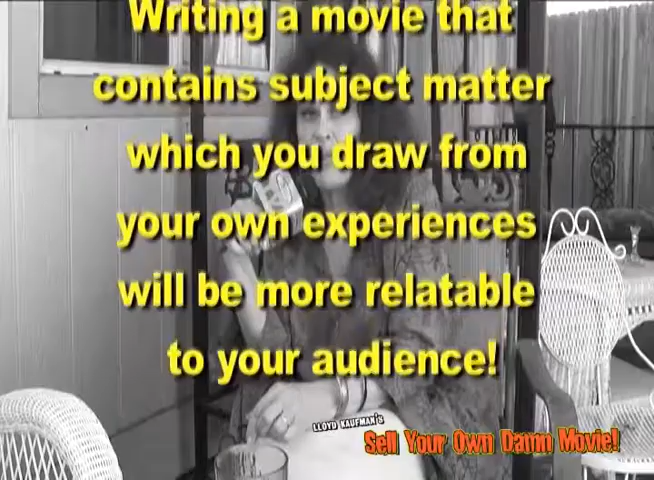 Writing a movie that
contains subject matter
which you draw from
your own experiences
will be more relatable
to your audience!
LLOYD KAUFMAN'S
Sell Your Own Damn Movie!